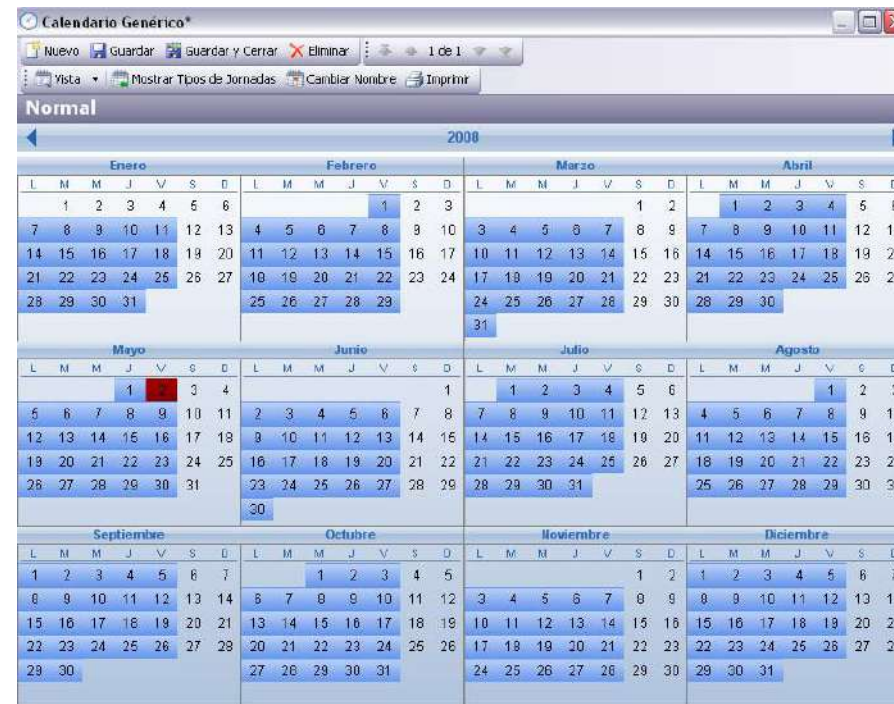 Calendario Genérico*
Nuevo Guardar Guardar y Cerrar Eliminar 1 de 1
Vista Mostrar Tipos de Jornadas Cambiar Nombre Imprimir
Normal
2008
Enero Febrero Marzo Abril
L M M J V S D L M M J V S D L M M J V S D L M M J V S
1 2 3 4 5 6 1 2 3 1 2 1 2 3 4 5
7 8 9 10 11 12 13 4 5 6 7 8 9 10 3 4 5 6 7 8 9 7 8 9 10 11 12
14 15 16 17 18 19 20 11 12 13 14 15 16 17 10 11 12 13 14 15 16 14 15 16 17 18 19
21 22 23 24 25 26 27 18 19 20 21 22 23 24 17 18 19 20 21 22 23 21 22 23 24 25 26
28 29 30 31 25 26 27 28 29 24 25 26 27 28 29 30 28 29 30
31
Mayo Junio Julio Agosto
L M M J V S D L M M J V S D L M M J V S D L M M J V S
1 2 3 4 1 1 2 3 4 5 6 1 2
5 6 7 8 9 10 11 2 3 4 5 6 7 8 7 8 9 10 11 12 13 4 5 6 7 8 9
12 13 14 15 16 17 18 9 10 11 12 13 14 15 14 15 16 17 18 19 20 11 12 13 14 15 16
19 20 21 22 23 24 25 16 17 18 19 20 21 22 21 22 23 24 25 26 27 18 19 20 21 22 23
26 27 28 29 30 31 23 24 25 26 27 28 29 28 29 30 31 25 26 27 28 29 30
30
Septiembre Octubre Noviembre Diciembre
L M M J V S D L M M J V S D L M M J V S D L M M J V S
1 2 3 4 5 6 7 1 2 3 4 5 1 2 1 2 3 4 5 6
8 9 10 11 12 13 14 6 7 8 9 10 11 12 3 4 5 6 7 8 9 8 9 10 11 12 13
15 16 17 18 19 20 21 13 14 15 16 17 18 19 10 11 12 13 14 15 16 15 16 17 18 19 20
22 23 24 25 26 27 28 20 21 22 23 24 25 26 17 18 19 20 21 22 23 22 23 24 25 26 27
29 30 27 28 29 30 31 24 25 26 27 28 29 30 29 30 31